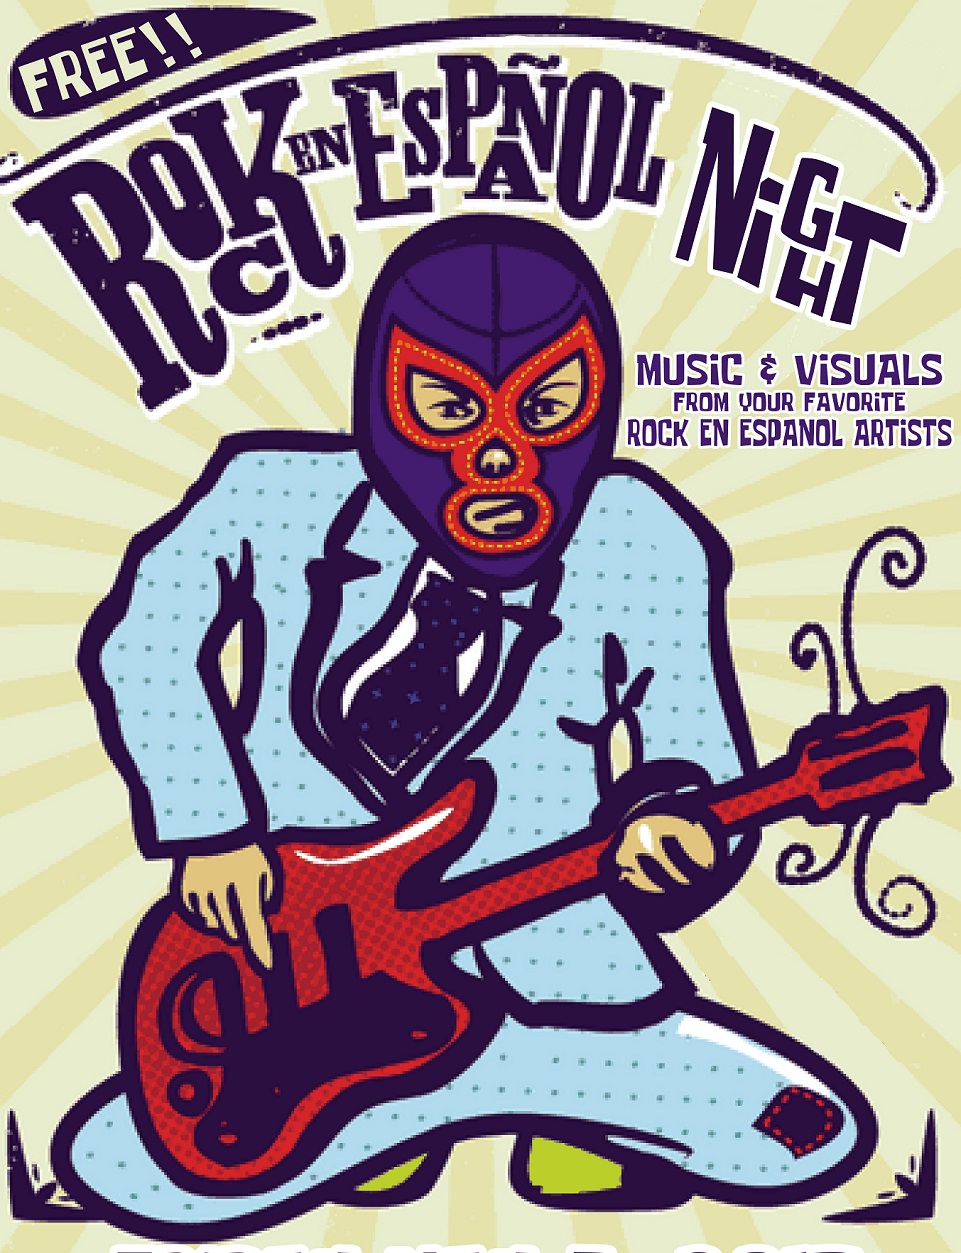 FREE!!
ROCK EN ESPAÑOL
NiGHT
MUSiC & ViSUALS
FROM YOUR FAVORiTE
ROCK EN ESPANOL ARTiSTS